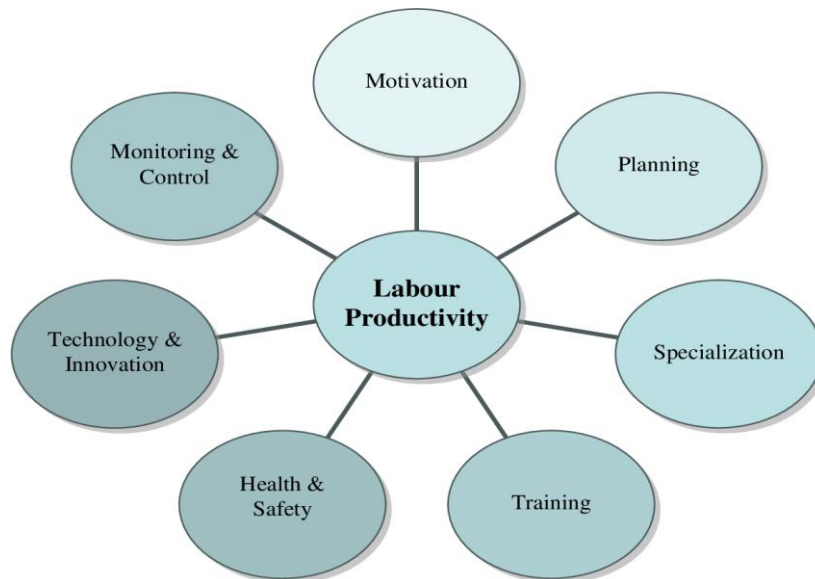 Motivation
Monitoring &
Control
Planning
Labour
Productivity
Technology &
Innovation
Specialization
Health &
Safety
Training